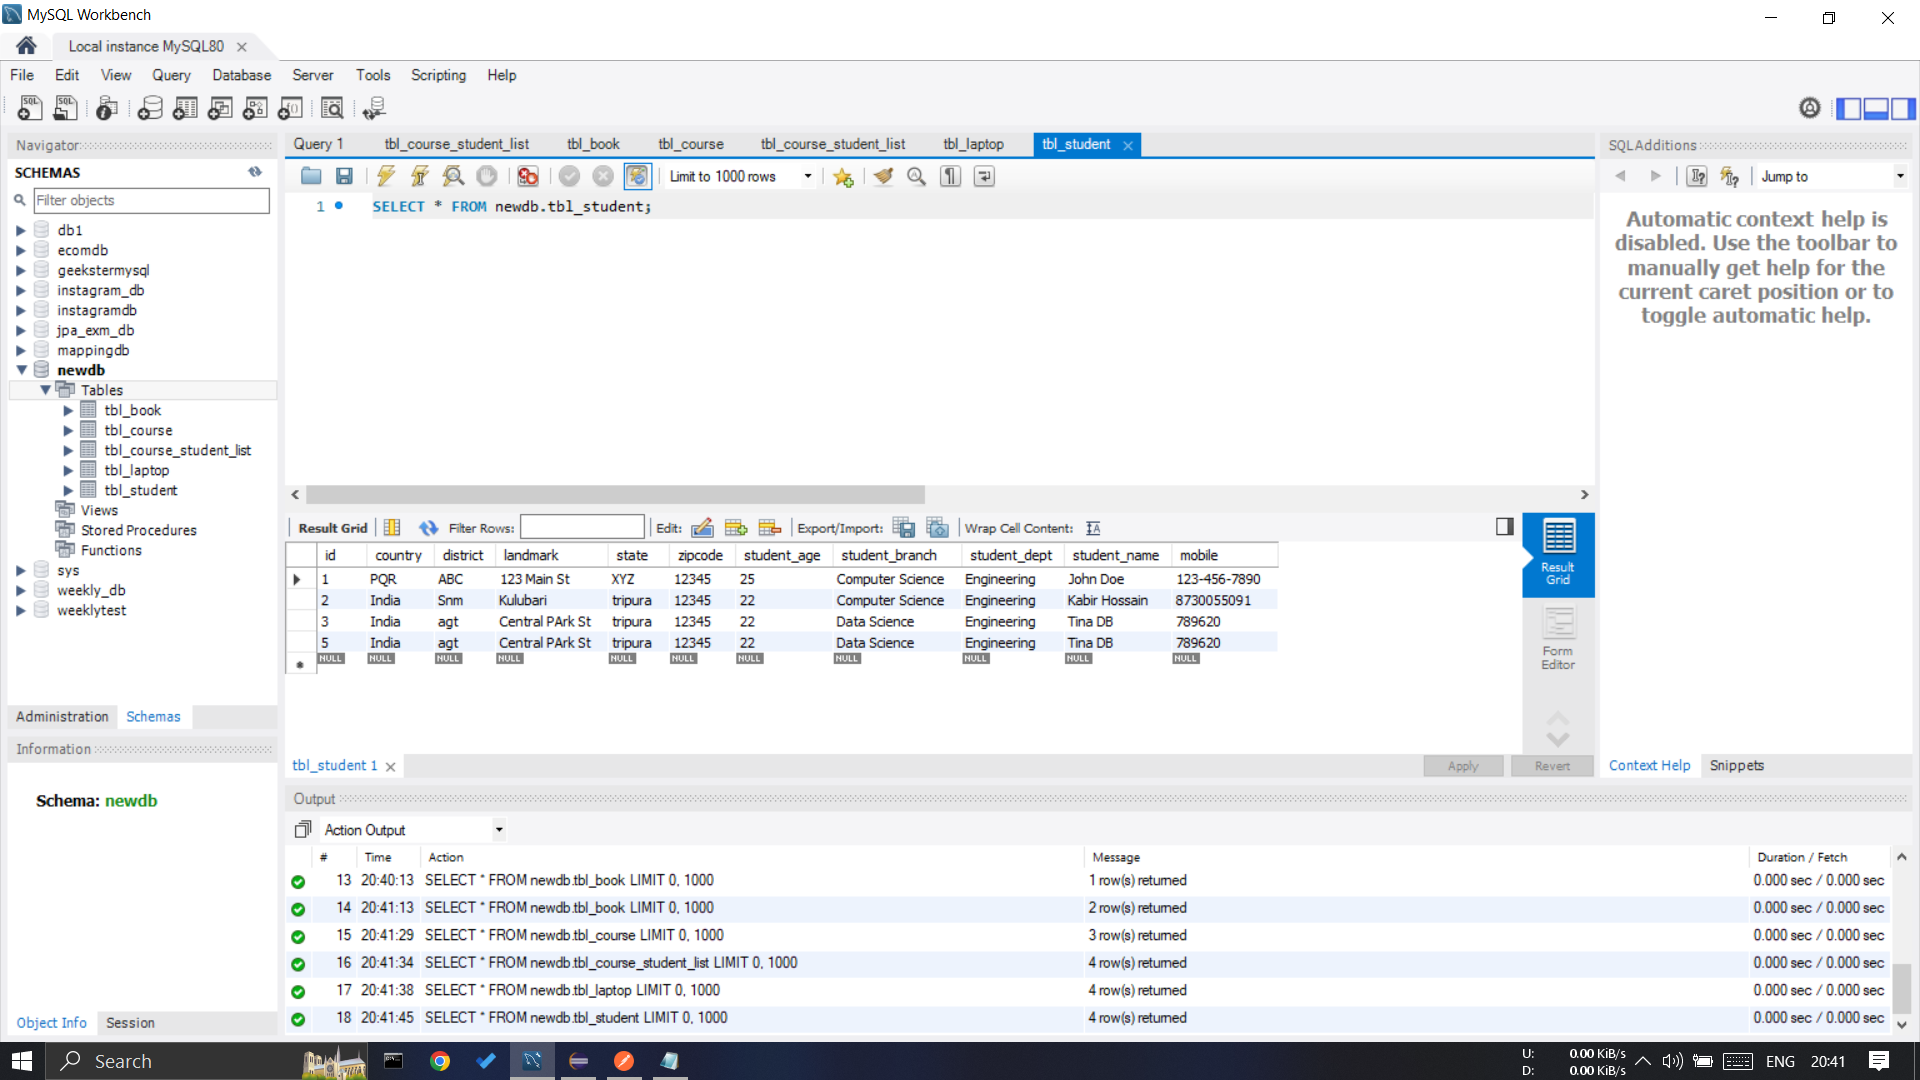 MySQL Workbench
Local instance MySQL80
File Edit View Query Database Server Tools Scripting Help
Navigator
SCHEMAS
Filter objects
db1
ecomdb
geekstermysql
instagram_db
instagramdb
jpa_exm_db
mappingdb
newdb
Tables
tbl_book
tbl_course
tbl_course_student_list
tbl_laptop
tbl_student
Views
Stored Procedures
Functions
sys
weekly_db
weeklytest
Administration Schemas
Information
Schema: newdb
Object Info Session
Query 1 tbl_course_student_list tbl_book tbl_course tbl_course_student_list tbl_laptop tbl_student
Limit to 1000 rows
1 SELECT * FROM newdb.tbl_student;
Result Grid Filter Rows: Edit: Export/Import: Wrap Cell Content:
id country district landmark state zipcode student_age student_branch student_dept student_name mobile
1 PQR ABC 123 Main St XYZ 12345 25 Computer Science Engineering John Doe 123-456-7890
2 India Snm Kulubari tripura 12345 22 Computer Science Engineering Kabir Hossain 8730055091
3 India agt Central PArk St tripura 12345 22 Data Science Engineering Tina DB 789620
5 India agt Central PArk St tripura 12345 22 Data Science Engineering Tina DB 789620
NULL NULL NULL NULL NULL NULL NULL NULL NULL NULL NULL
Result Grid
Form Editor
tbl_student 1
Apply Revert
SQLAdditions
Jump to
Automatic context help is
disabled. Use the toolbar to
manually get help for the
current caret position or to
toggle automatic help.
Context Help Snippets
Output
Action Output
# Time Action Message Duration / Fetch
13 20:40:13 SELECT * FROM newdb.tbl_book LIMIT 0, 1000 1 row(s) returned 0.000 sec / 0.000 sec
14 20:41:13 SELECT * FROM newdb.tbl_book LIMIT 0, 1000 2 row(s) returned 0.000 sec / 0.000 sec
15 20:41:29 SELECT * FROM newdb.tbl_course LIMIT 0, 1000 3 row(s) returned 0.000 sec / 0.000 sec
16 20:41:34 SELECT * FROM newdb.tbl_course_student_list LIMIT 0, 1000 4 row(s) returned 0.000 sec / 0.000 sec
17 20:41:38 SELECT * FROM newdb.tbl_laptop LIMIT 0, 1000 4 row(s) returned 0.000 sec / 0.000 sec
18 20:41:45 SELECT * FROM newdb.tbl_student LIMIT 0, 1000 4 row(s) returned 0.000 sec / 0.000 sec
Search
U: 0.00 KiB/s
D: 0.00 KiB/s
ENG 20:41